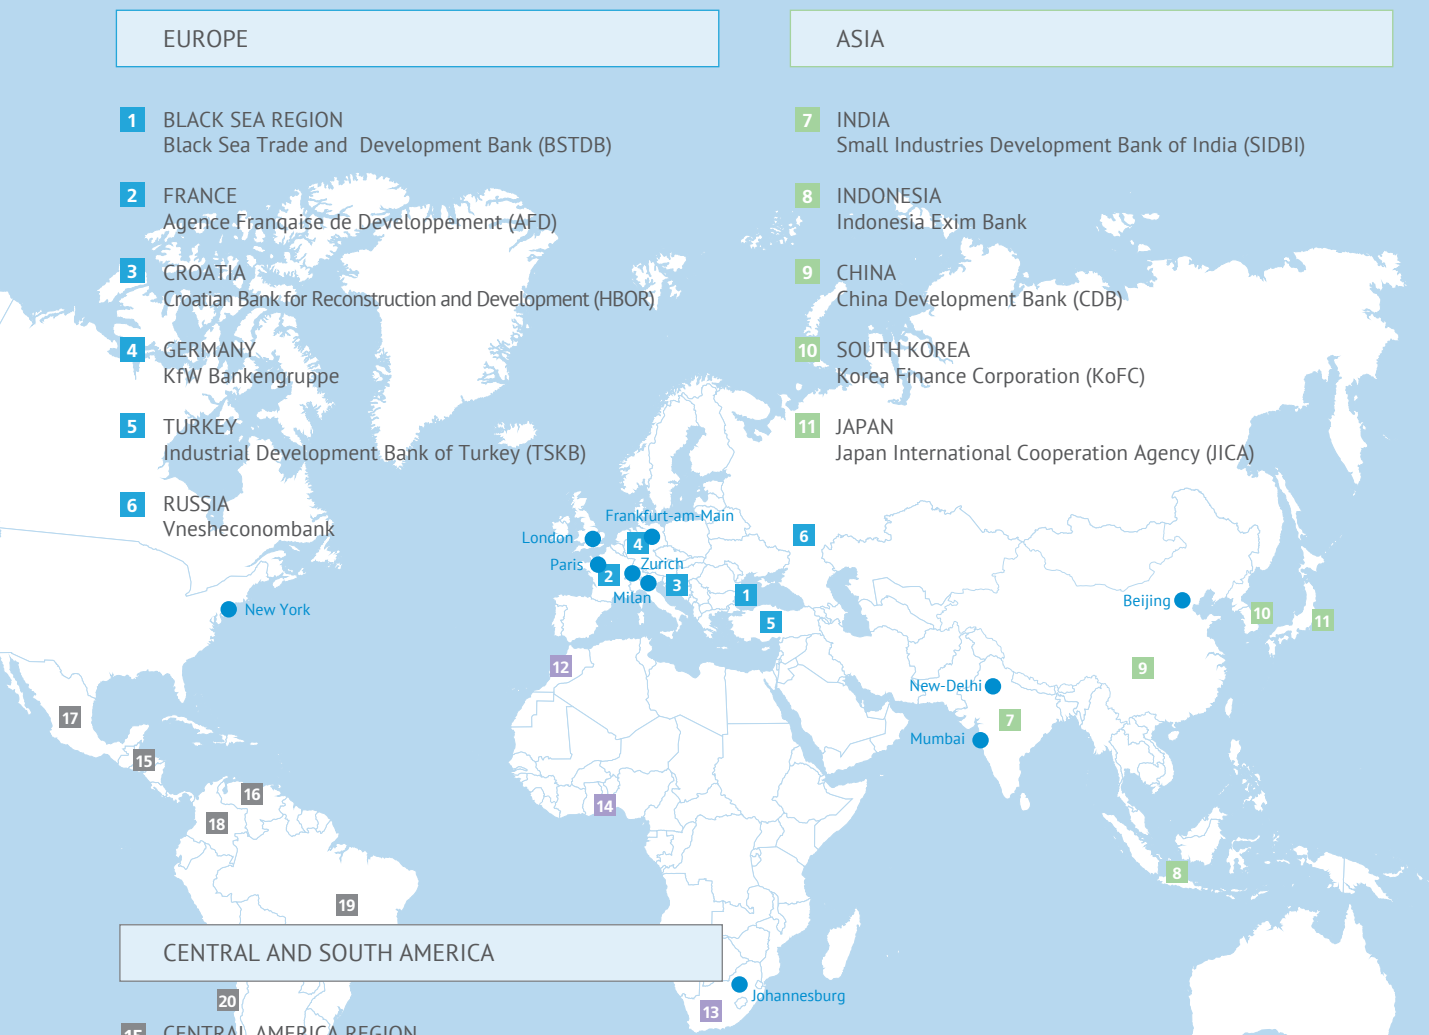 EUROPE
1 BLACK SEA REGION
Black Sea Trade and Development Bank (BSTDB)
2 FRANCE
Agence Franqaise de Developpement (AFD)
3 CROATIA
Croatian Bank for Reconstruction and Development (HBOR)
4 GERMANY
KfW Bankengruppe
5 TURKEY
Industrial Development Bank of Turkey (TSKB)
6 RUSSIA
Vnesheconombank
ASIA
7 INDIA
Small Industries Development Bank of India (SIDBI)
8 INDONESIA
Indonesia Exim Bank
9 CHINA
China Development Bank (CDB)
10 SOUTH KOREA
Korea Finance Corporation (KoFC)
11 JAPAN
Japan International Cooperation Agency (JICA)
Frankfurt-am-Main
London
4
6
Paris
2
Zurich
Milan
3
1
5
New York
Beijing
10
11
12
9
New-Delhi
7
Mumbai
17
15
16
14
18
8
19
CENTRAL AND SOUTH AMERICA
20
Johannesburg
13
15 CENTRAL AMERICA REGION